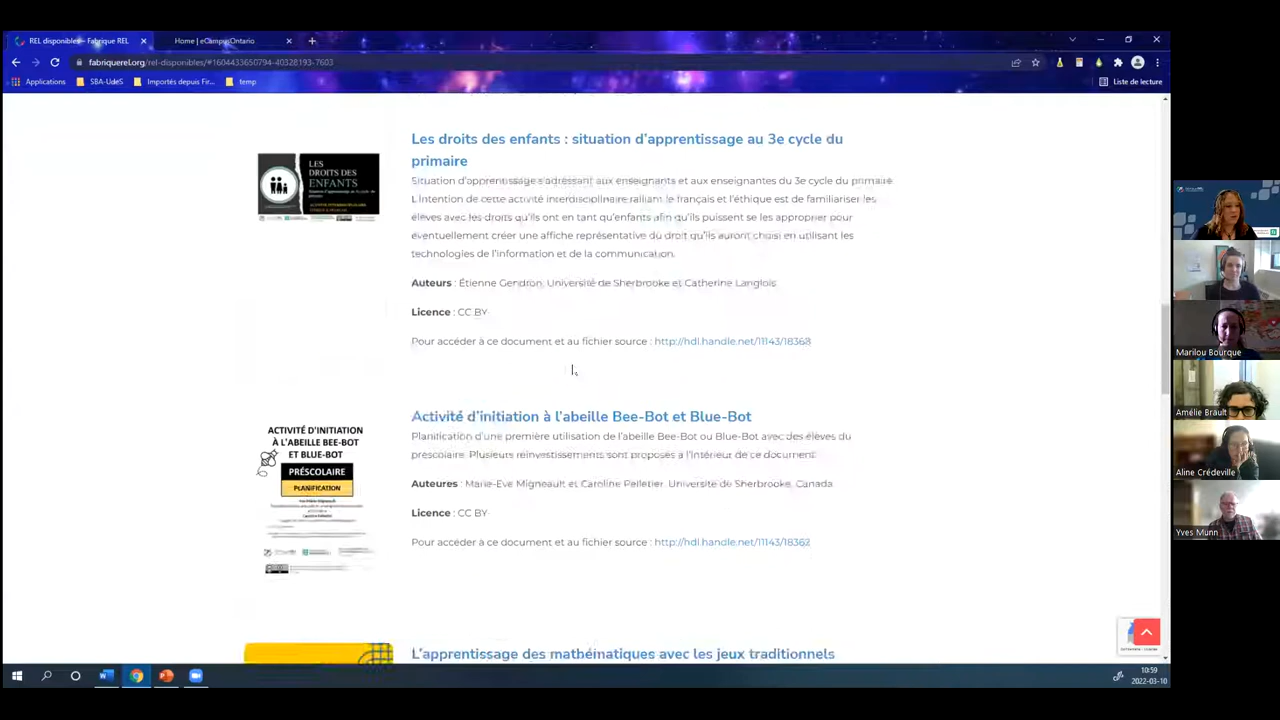 REL disponibles – Fabrique REL
Home | eCampusOntario
fabriquerel.org/rel-disponibles/#1604433650794-40328193-7603
Applications
SBA-UdeS
Importés depuis Fir...
temp
Liste de lecture
LES
DROITS DES
ENFANTS
Les droits des enfants : situation d’apprentissage au 3e cycle du
primaire
Situation d’apprentissage s’adressant aux enseignants et aux enseignantes du 3e cycle du primaire
L’intention de cette activité interdisciplinaire ralliant le français et l’éthique est de familiariser les
élèves avec les droits qu’ils ont en tant qu’enfants afin qu’ils puissent se les approprier pour
éventuellement créer une affiche représentative du droit qu’ils auront choisi en utilisant les
technologies de l’information et de la communication.
Auteurs : Étienne Gendron, Université de Sherbrooke et Catherine Langlois
Licence : CC BY
Pour accéder à ce document et au fichier source : http://hdl.handle.net/11143/18368
ACTIVITÉ D’INITIATION
À L’ABEILLE BEE-BOT
ET BLUE-BOT
PRÉSCOLAIRE
PLANIFICATION
Activité d’initiation à l’abeille Bee-Bot et Blue-Bot
Planification d’une première utilisation de l’abeille Bee-Bot ou Blue-Bot avec des élèves du
préscolaire. Plusieurs réinvestissements sont proposés à l’intérieur de ce document
Auteures : Marie-Eve Migneault et Caroline Pelletier, Université de Sherbrooke, Canada
Licence : CC BY
Pour accéder à ce document et au fichier source : http://hdl.handle.net/11143/18362
L’apprentissage des mathématiques avec les jeux traditionnels
10:59
2022-03-10
Marilou Bourque
Amélie Brault
Aline Crédeville
Yves Munn